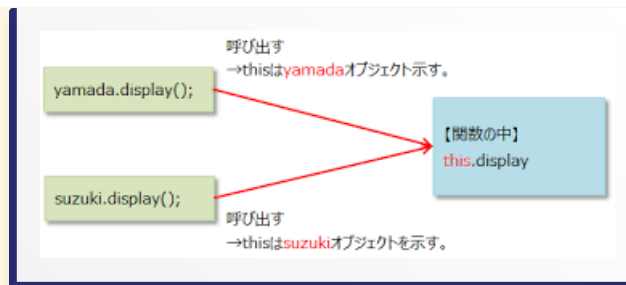 呼び出す
→thisはyamadaオブジェクト示す。
yamada.display();
【関数の中】
this.display
suzuki.display();
呼び出す
→thisはsuzukiオブジェクトを示す。